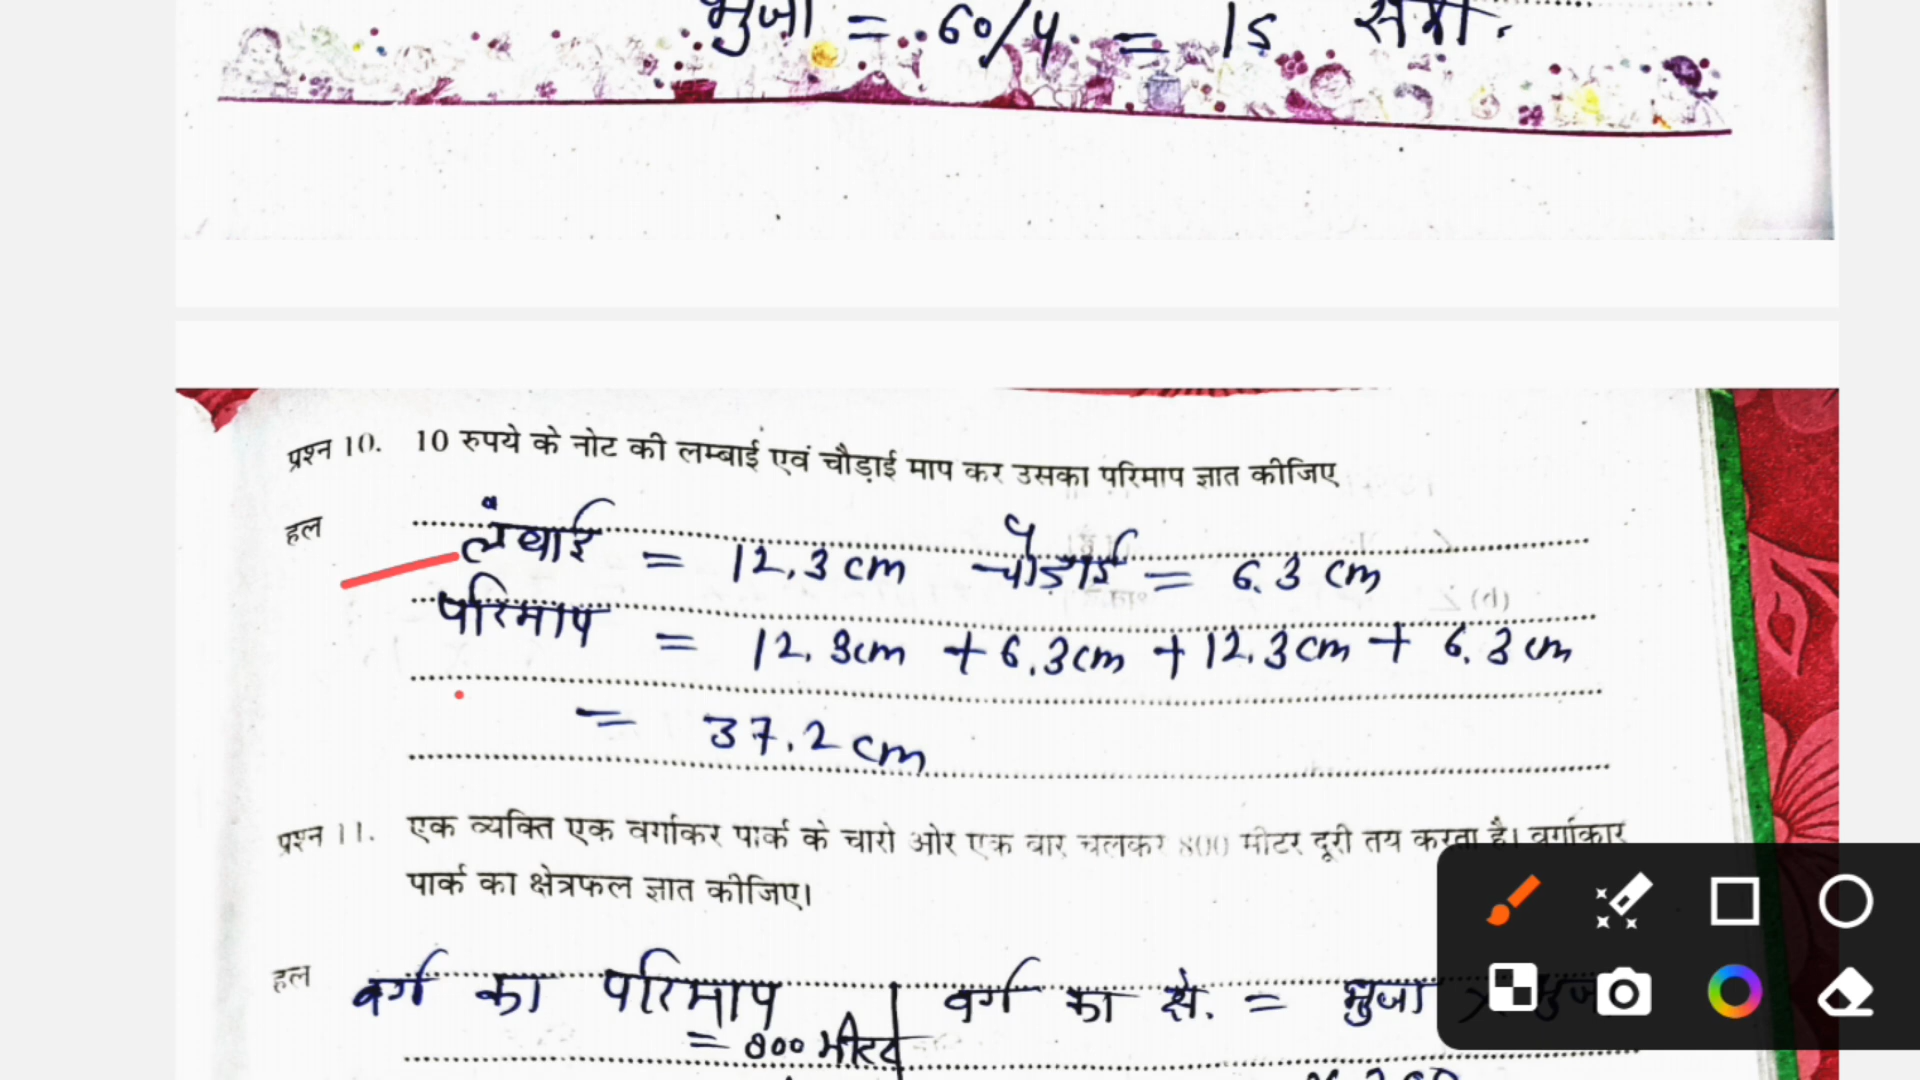 भुजा = 60/4 = 15 सेमी.
प्रश्न 10. 10 रुपये के नोट की लम्बाई एवं चौड़ाई माप कर उसका परिमाप ज्ञात कीजिए
हल
लंबाई = 12.3 cm चौड़ाई = 6.3 cm
परिमाप = 12.3cm + 6.3cm + 12.3cm + 6.3 cm
= 37.2 cm
प्रश्न 11. एक व्यक्ति एक वर्गाकर पार्क के चारो ओर एक बार चलकर 800 मीटर दूरी तय करता है। वर्गाकार
पार्क का क्षेत्रफल ज्ञात कीजिए।
हल वर्ग का परिमाप
= 800 मीटर
वर्ग का क्षे. = भुजा ×